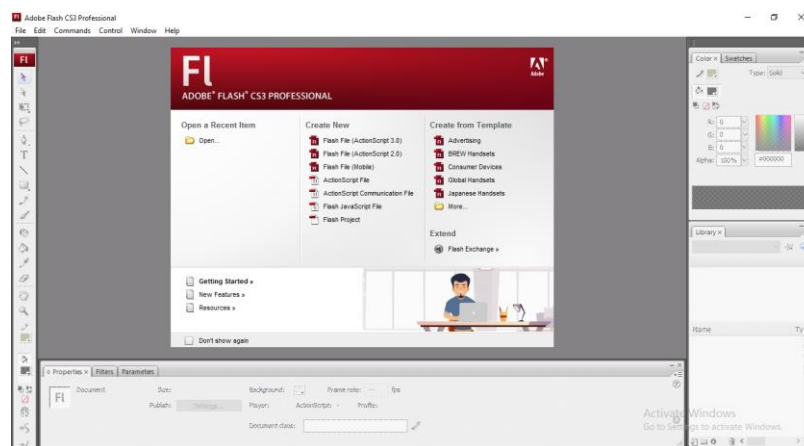 Adobe Flash CS3 Professional
File Edit Commands Control Window Help
Fl
Fl
Adobe
ADOBE® FLASH® CS3 PROFESSIONAL
Open a Recent Item
Open...
Create New
Flash File (ActionScript 3.0)
Flash File (ActionScript 2.0)
Flash File (Mobile)
ActionScript File
ActionScript Communication File
Flash JavaScript File
Flash Project
Create from Template
Advertising
BREW Handsets
Consumer Devices
Global Handsets
Japanese Handsets
More...
Extend
Flash Exchange »
Getting Started »
New Features »
Resources »
Don't show again
Color x Swatches
Type: Solid
R: 0
G: 0
B: 0
Alpha: 100% #000000
Library x
Name Ty
Properties x Filters Parameters
Fl
Document Size: Background: Frame rate: --- fps
Publish: Settings... Player: ActionScript: - Profile:
Document class:
Activate Windows
Go to Settings to activate Windows.